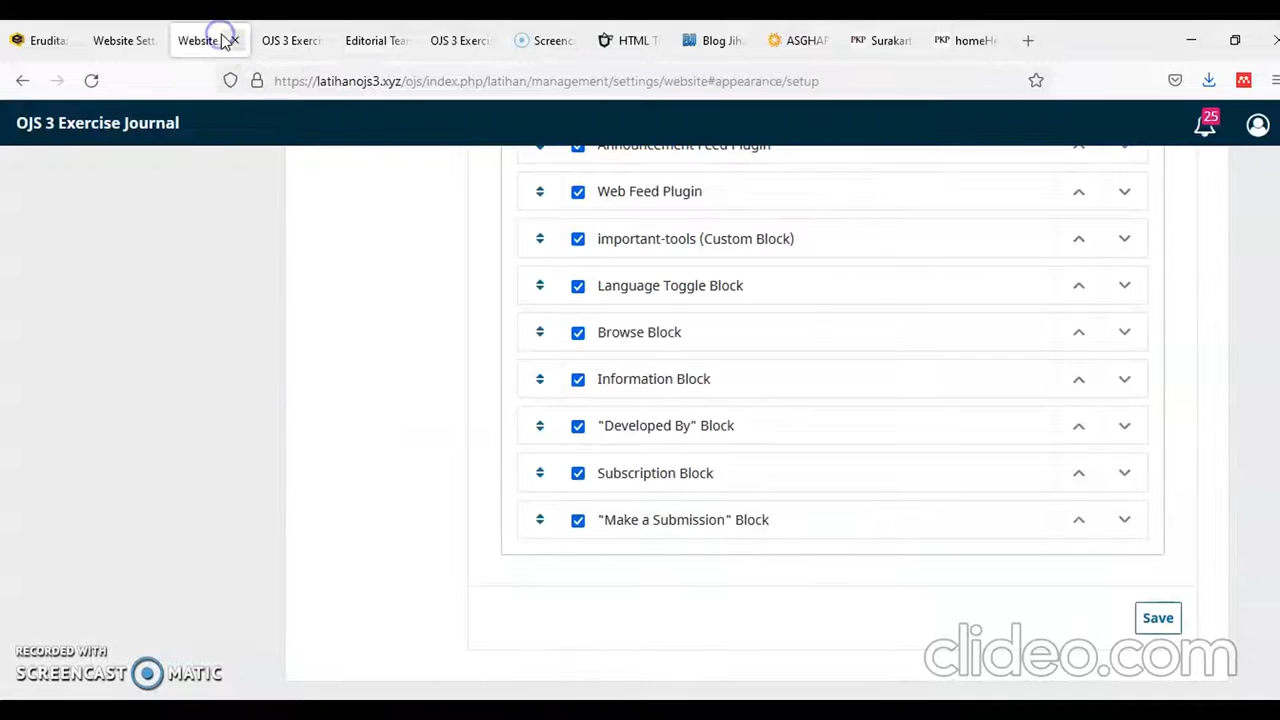 Erudita
Website Sett
Website
OJS 3 Exerci
Editorial Tea
OJS 3 Exerci
Screenc
HTML T
Blog Jih
ASGHA
PKP Surakart
PKP homeH
https://latihanojs3.xyz/ojs/index.php/latihan/management/settings/website#appearance/setup
OJS 3 Exercise Journal
25
Announcement Feed Plugin
Web Feed Plugin
important-tools (Custom Block)
Language Toggle Block
Browse Block
Information Block
"Developed By" Block
Subscription Block
"Make a Submission" Block
Save
RECORDED WITH
SCREENCAST MATIC
clideo.com